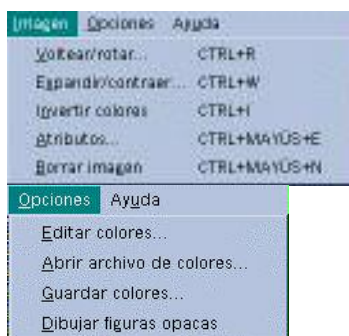 Imagen Opciones Ayuda
Voltear/rotar... CTRL+R
Expandir/contraer... CTRL+W
Invertir colores CTRL+I
Atributos... CTRL+MAYÚS+E
Borrar imagen CTRL+MAYÚS+N
Opciones Ayuda
Editar colores...
Abrir archivo de colores...
Guardar colores...
Dibujar figuras opacas